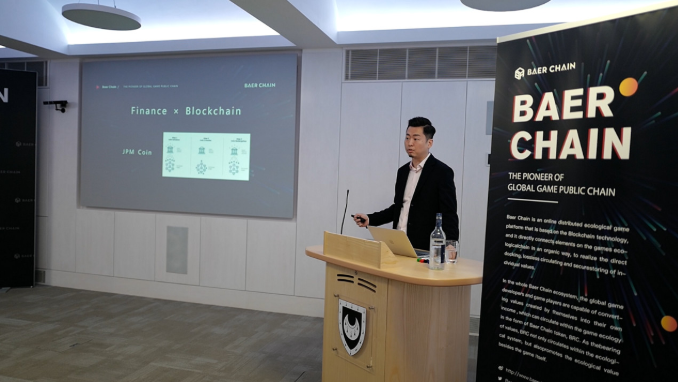 Baer Chain
BAER CHAIN
Finance × Blockchain
JPM Coin
BAER CHAIN
BAER
CHAIN
THE PIONEER OF
GLOBAL GAME PUBLIC CHAIN
Baer Chain is an online distributed ecological game
platform that is based on the Blockchain technology,
and it directly connects elements on the games eco-
logicalchain in an organic way, to realize the direct
docking, lossless circulating and securestoring of in-
dividual values.
In the whole Baer Chain ecosystem, the global game
developers and game players are capable of convert-
ing values created by themselves into their own
income, which can circulate within the game ecology
in the form of Baer Chain token, BRC. As thebearing
of values, BRC not only circulates within the ecologi-
cal system, but alsopromotes the ecological value
besides the game itself.